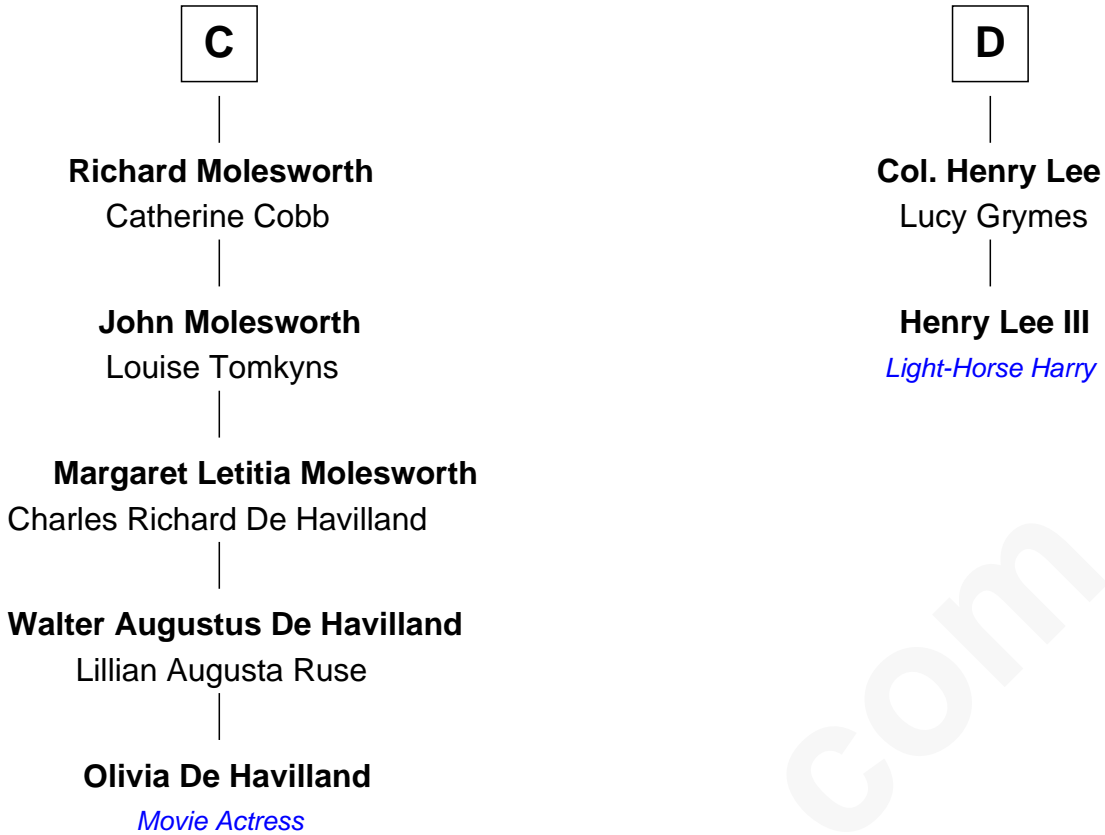 C
Richard Molesworth
Catherine Cobb
John Molesworth
Louise Tomkyns
Margaret Letitia Molesworth
Charles Richard De Havilland
Walter Augustus De Havilland
Lillian Augusta Ruse
Olivia De Havilland
Movie Actress
D
Col. Henry Lee
Lucy Grymes
Henry Lee III
Light-Horse Harry
com